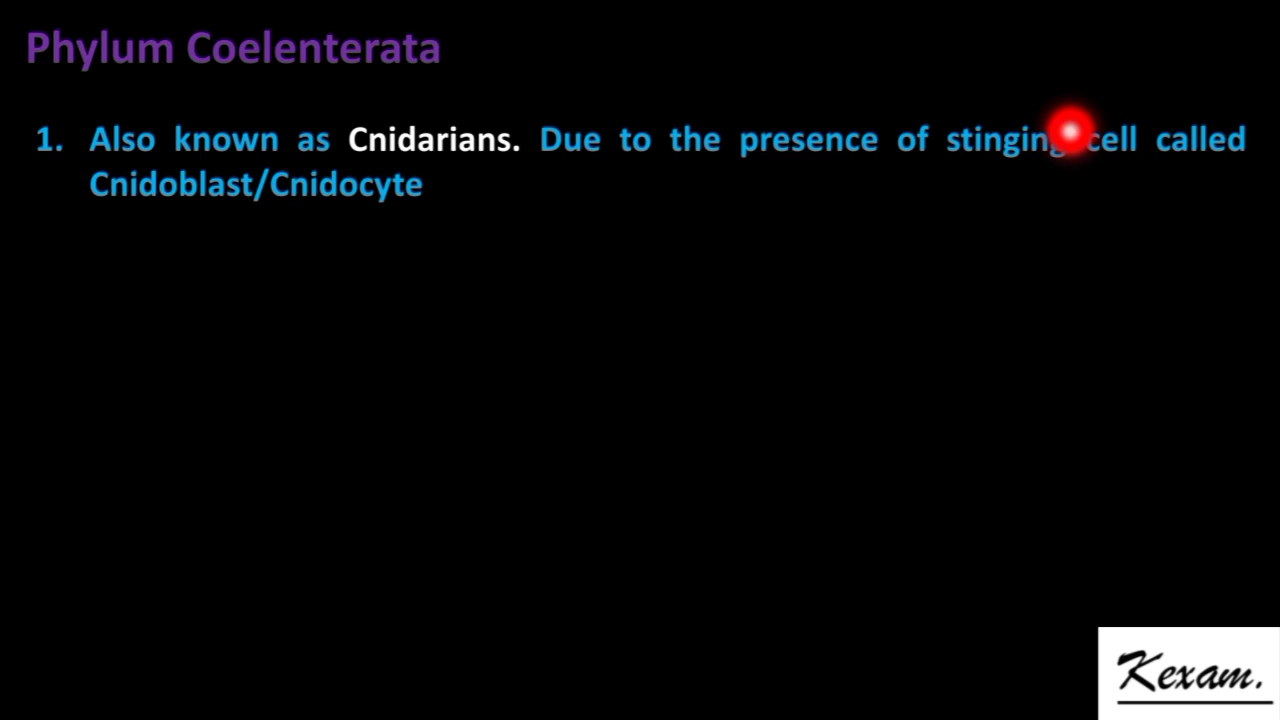 Phylum Coelenterata
1. Also known as Cnidarians. Due to the presence of stinging cell called
Cnidoblast/Cnidocyte
Kexam.